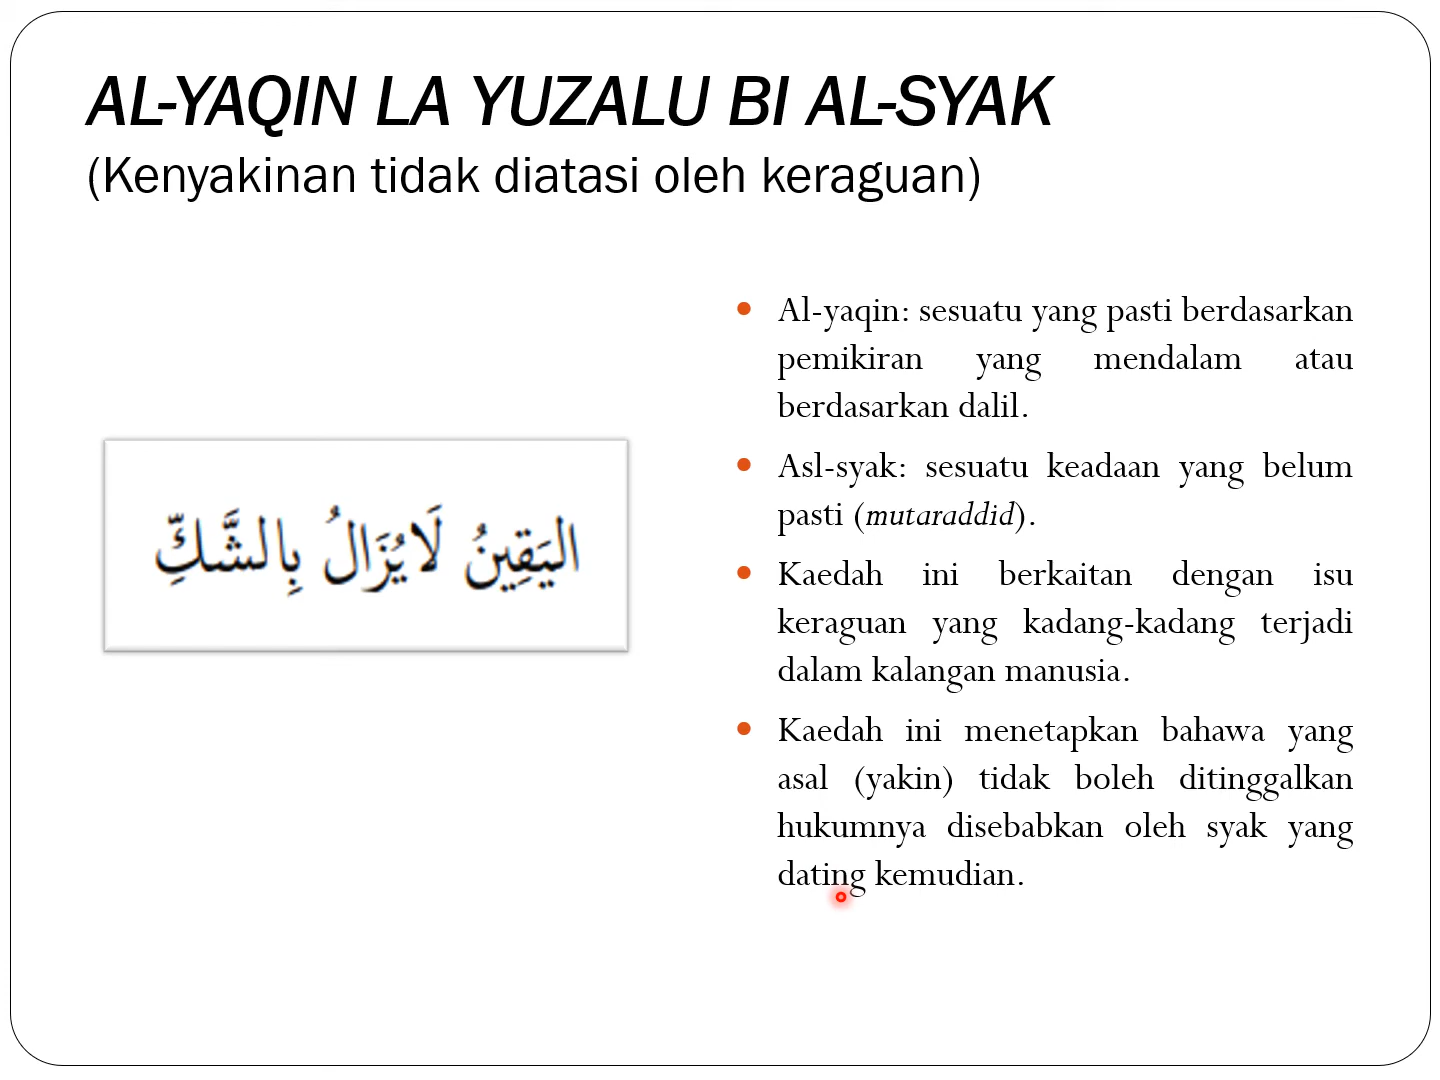 AL-YAQIN LA YUZALU BI AL-SYAK
(Kenyakinan tidak diatasi oleh keraguan)
اليَقِينُ لَا يُزَالُ بِالشَّكِّ
Al-yaqin: sesuatu yang pasti berdasarkan
pemikiran yang mendalam atau
berdasarkan dalil.
Asl-syak: sesuatu keadaan yang belum
pasti (mutaraddid).
Kaedah ini berkaitan dengan isu
keraguan yang kadang-kadang terjadi
dalam kalangan manusia.
Kaedah ini menetapkan bahawa yang
asal (yakin) tidak boleh ditinggalkan
hukumnya disebabkan oleh syak yang
dating kemudian.